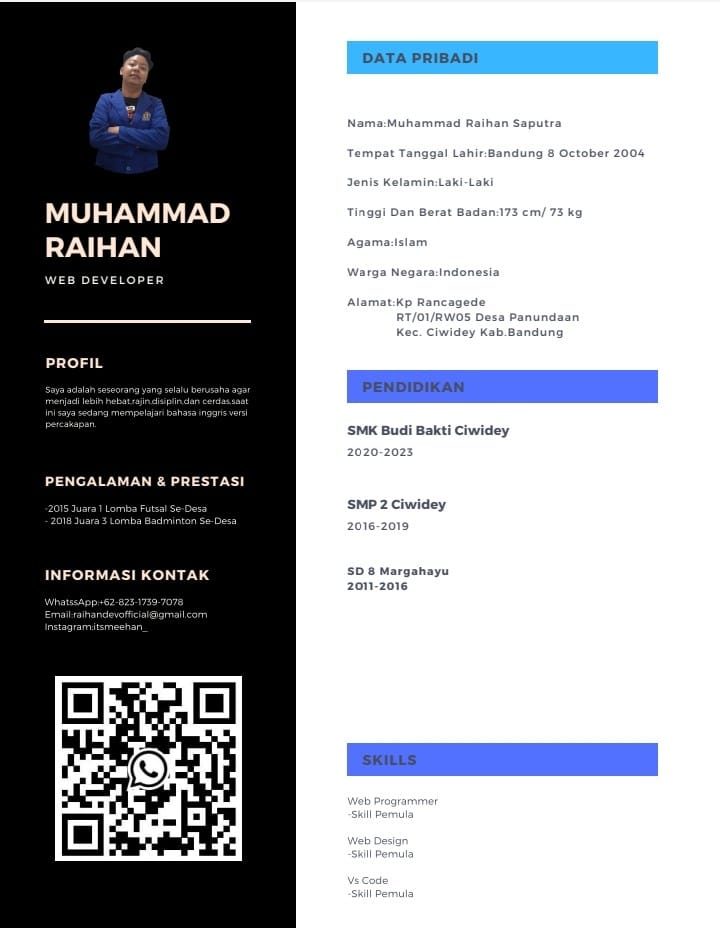 MUHAMMAD
RAIHAN
WEB DEVELOPER
PROFIL
Saya adalah seseorang yang selalu berusaha agar
menjadi lebih hebat,rajin,disiplin,dan cerdas,saat
ini saya sedang mempelajari bahasa inggris versi
percakapan.
PENGALAMAN & PRESTASI
-2015 Juara 1 Lomba Futsal Se-Desa
- 2018 Juara 3 Lomba Badminton Se-Desa
INFORMASI KONTAK
WhatssApp:+62-823-1739-7078
Email:raihandevofficial@gmail.com
Instagram:itsmeehan_
DATA PRIBADI
Nama:Muhammad Raihan Saputra
Tempat Tanggal Lahir:Bandung 8 October 2004
Jenis Kelamin:Laki-Laki
Tinggi Dan Berat Badan:173 cm/ 73 kg
Agama:Islam
Warga Negara:Indonesia
Alamat:Kp Rancagede
RT/01/RW05 Desa Panundaan
Kec. Ciwidey Kab.Bandung
PENDIDIKAN
SMK Budi Bakti Ciwidey
2020-2023
SMP 2 Ciwidey
2016-2019
SD 8 Margahayu
2011-2016
SKILLS
Web Programmer
-Skill Pemula
Web Design
-Skill Pemula
Vs Code
-Skill Pemula